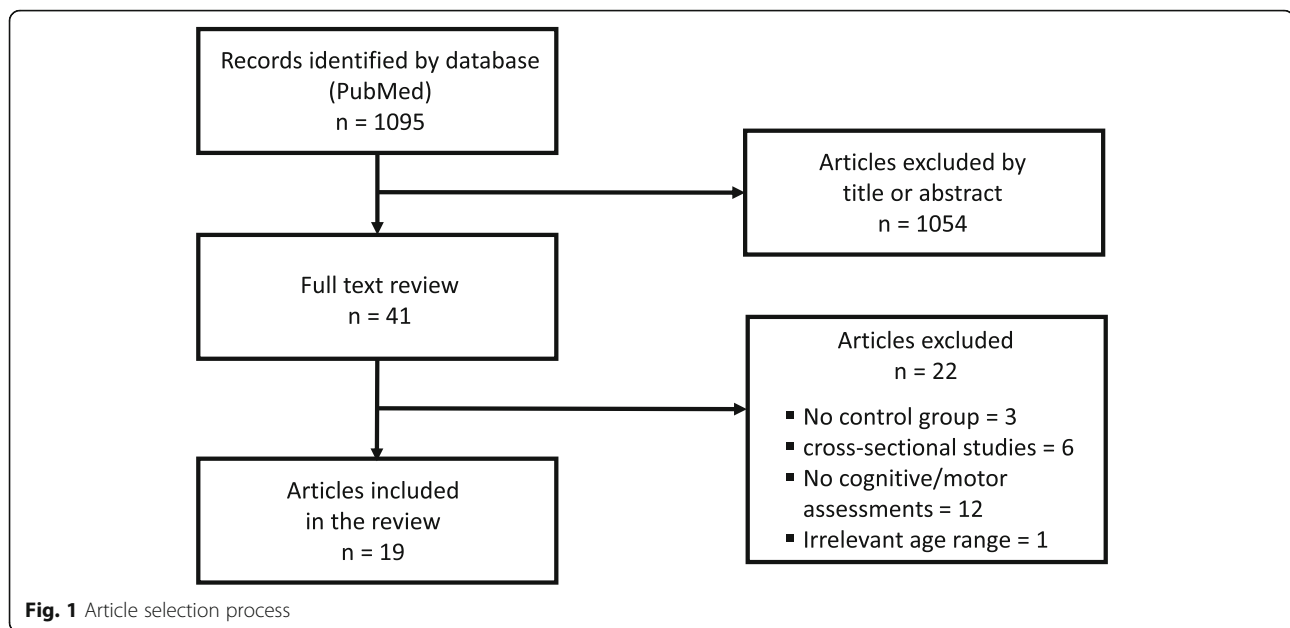 Records identified by database
(PubMed)
n = 1095
Articles excluded by
title or abstract
n = 1054
Full text review
n = 41
Articles excluded
n = 22
▪ No control group = 3
▪ cross-sectional studies = 6
▪ No cognitive/motor
assessments = 12
▪ Irrelevant age range = 1
Articles included
in the review
n = 19
Fig. 1 Article selection process